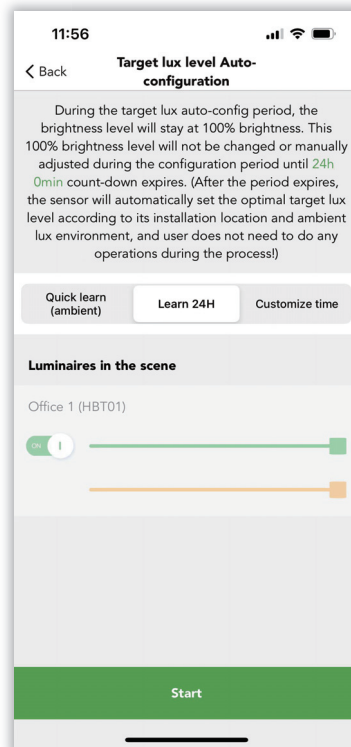 11:56
Back
Target lux level Auto-
configuration
During the target lux auto-config period, the
brightness level will stay at 100% brightness. This
100% brightness level will not be changed or manually
adjusted during the configuration period until 24h
0min count-down expires. (After the period expires,
the sensor will automatically set the optimal target lux
level according to its installation location and ambient
lux environment, and user does not need to do any
operations during the process!)
Quick learn
(ambient)
Learn 24H
Customize time
Luminaires in the scene
Office 1 (HBT01)
ON
Start